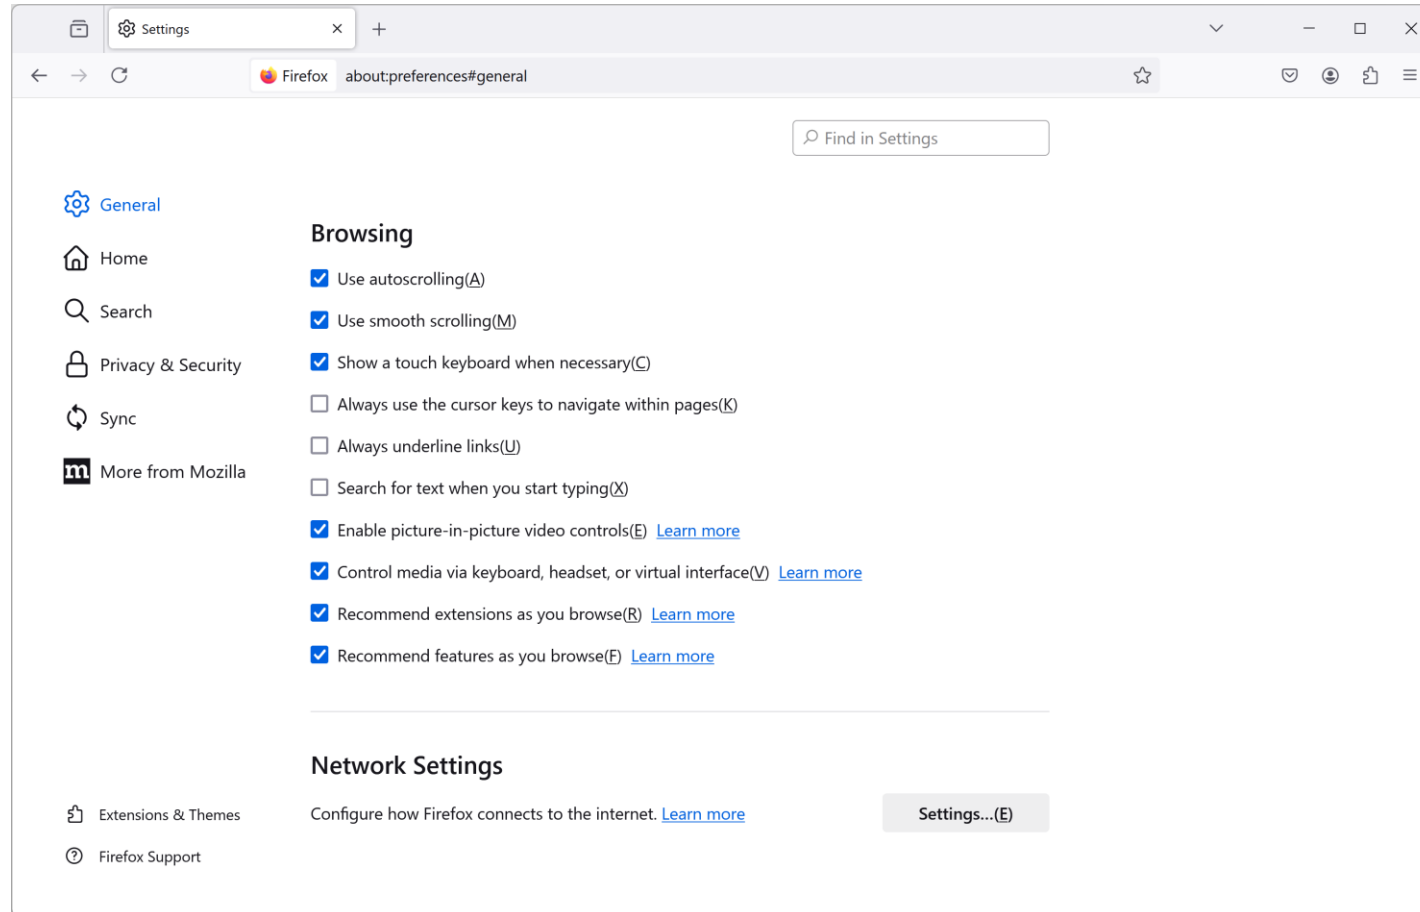 Settings
Firefox about:preferences#general
Find in Settings
General
Home
Search
Privacy & Security
Sync
m More from Mozilla
Extensions & Themes
Firefox Support
Browsing
Use autoscrolling(A)
Use smooth scrolling(M)
Show a touch keyboard when necessary(C)
Always use the cursor keys to navigate within pages(K)
Always underline links(U)
Search for text when you start typing(X)
Enable picture-in-picture video controls(E) Learn more
Control media via keyboard, headset, or virtual interface(V) Learn more
Recommend extensions as you browse(R) Learn more
Recommend features as you browse(F) Learn more
Network Settings
Configure how Firefox connects to the internet. Learn more
Settings...(E)